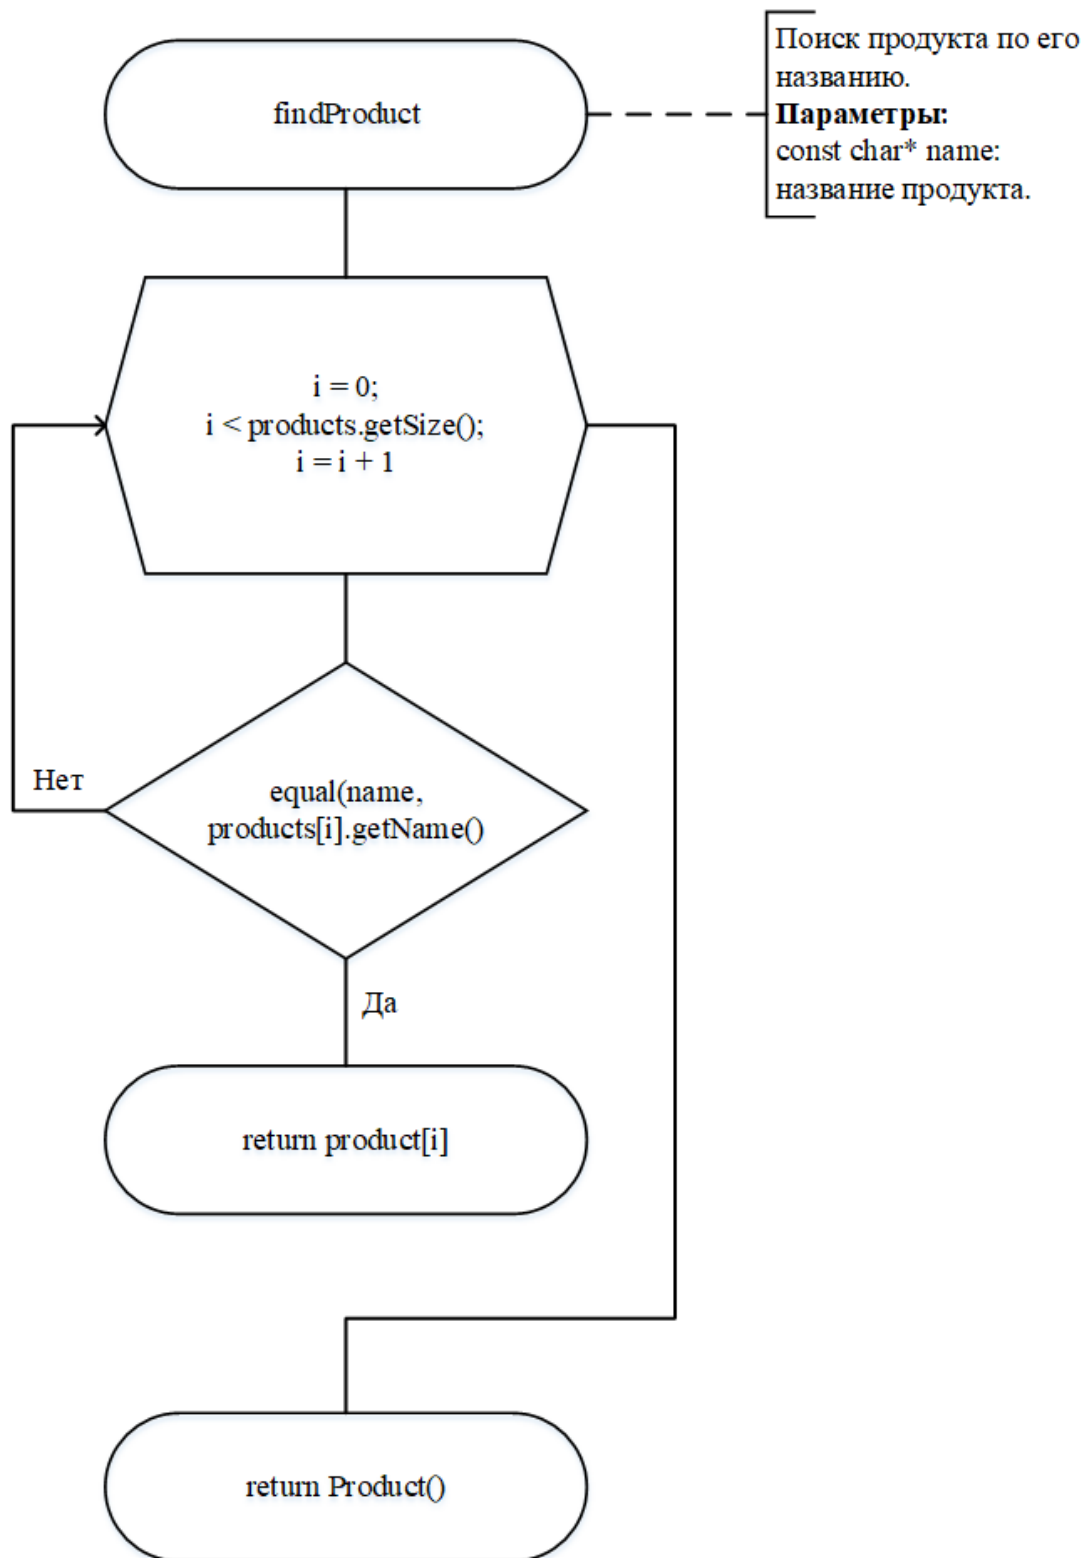 findProduct
Поиск продукта по его
названию.
Параметры:
const char* name:
название продукта.
i = 0;
i < products.getSize();
i = i + 1
Нет
equal(name,
products[i].getName()
Да
return product[i]
return Product()